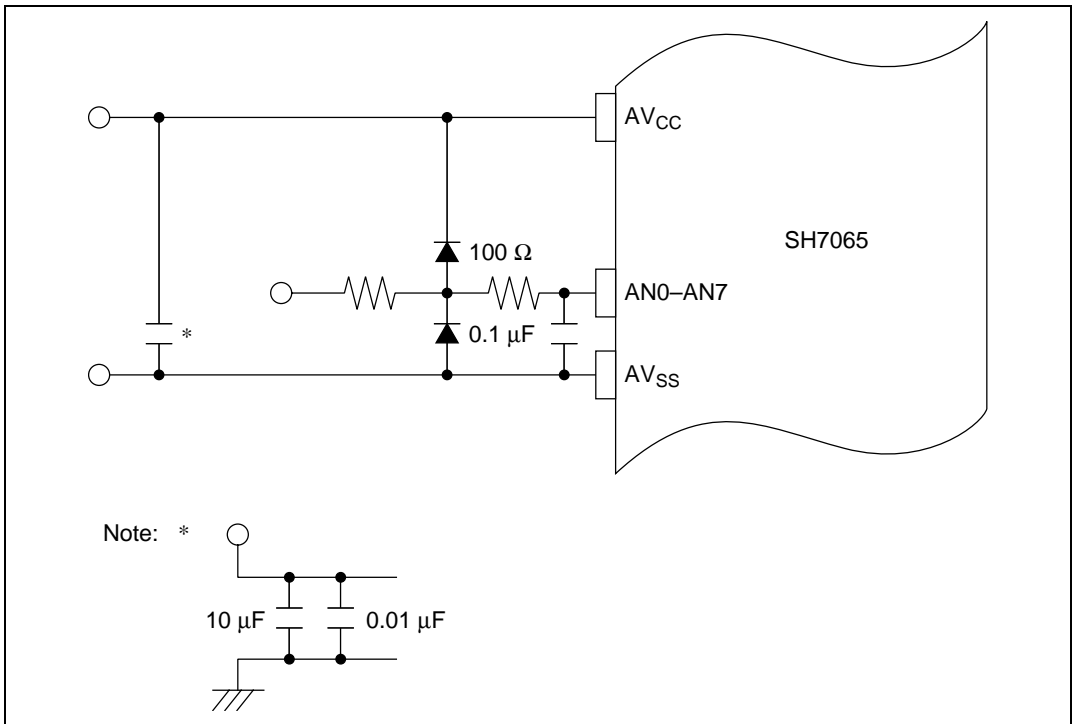 AVCC
100 Ω
SH7065
AN0–AN7
* 0.1 µF
AVSS
Note: *
10 µF 0.01 µF